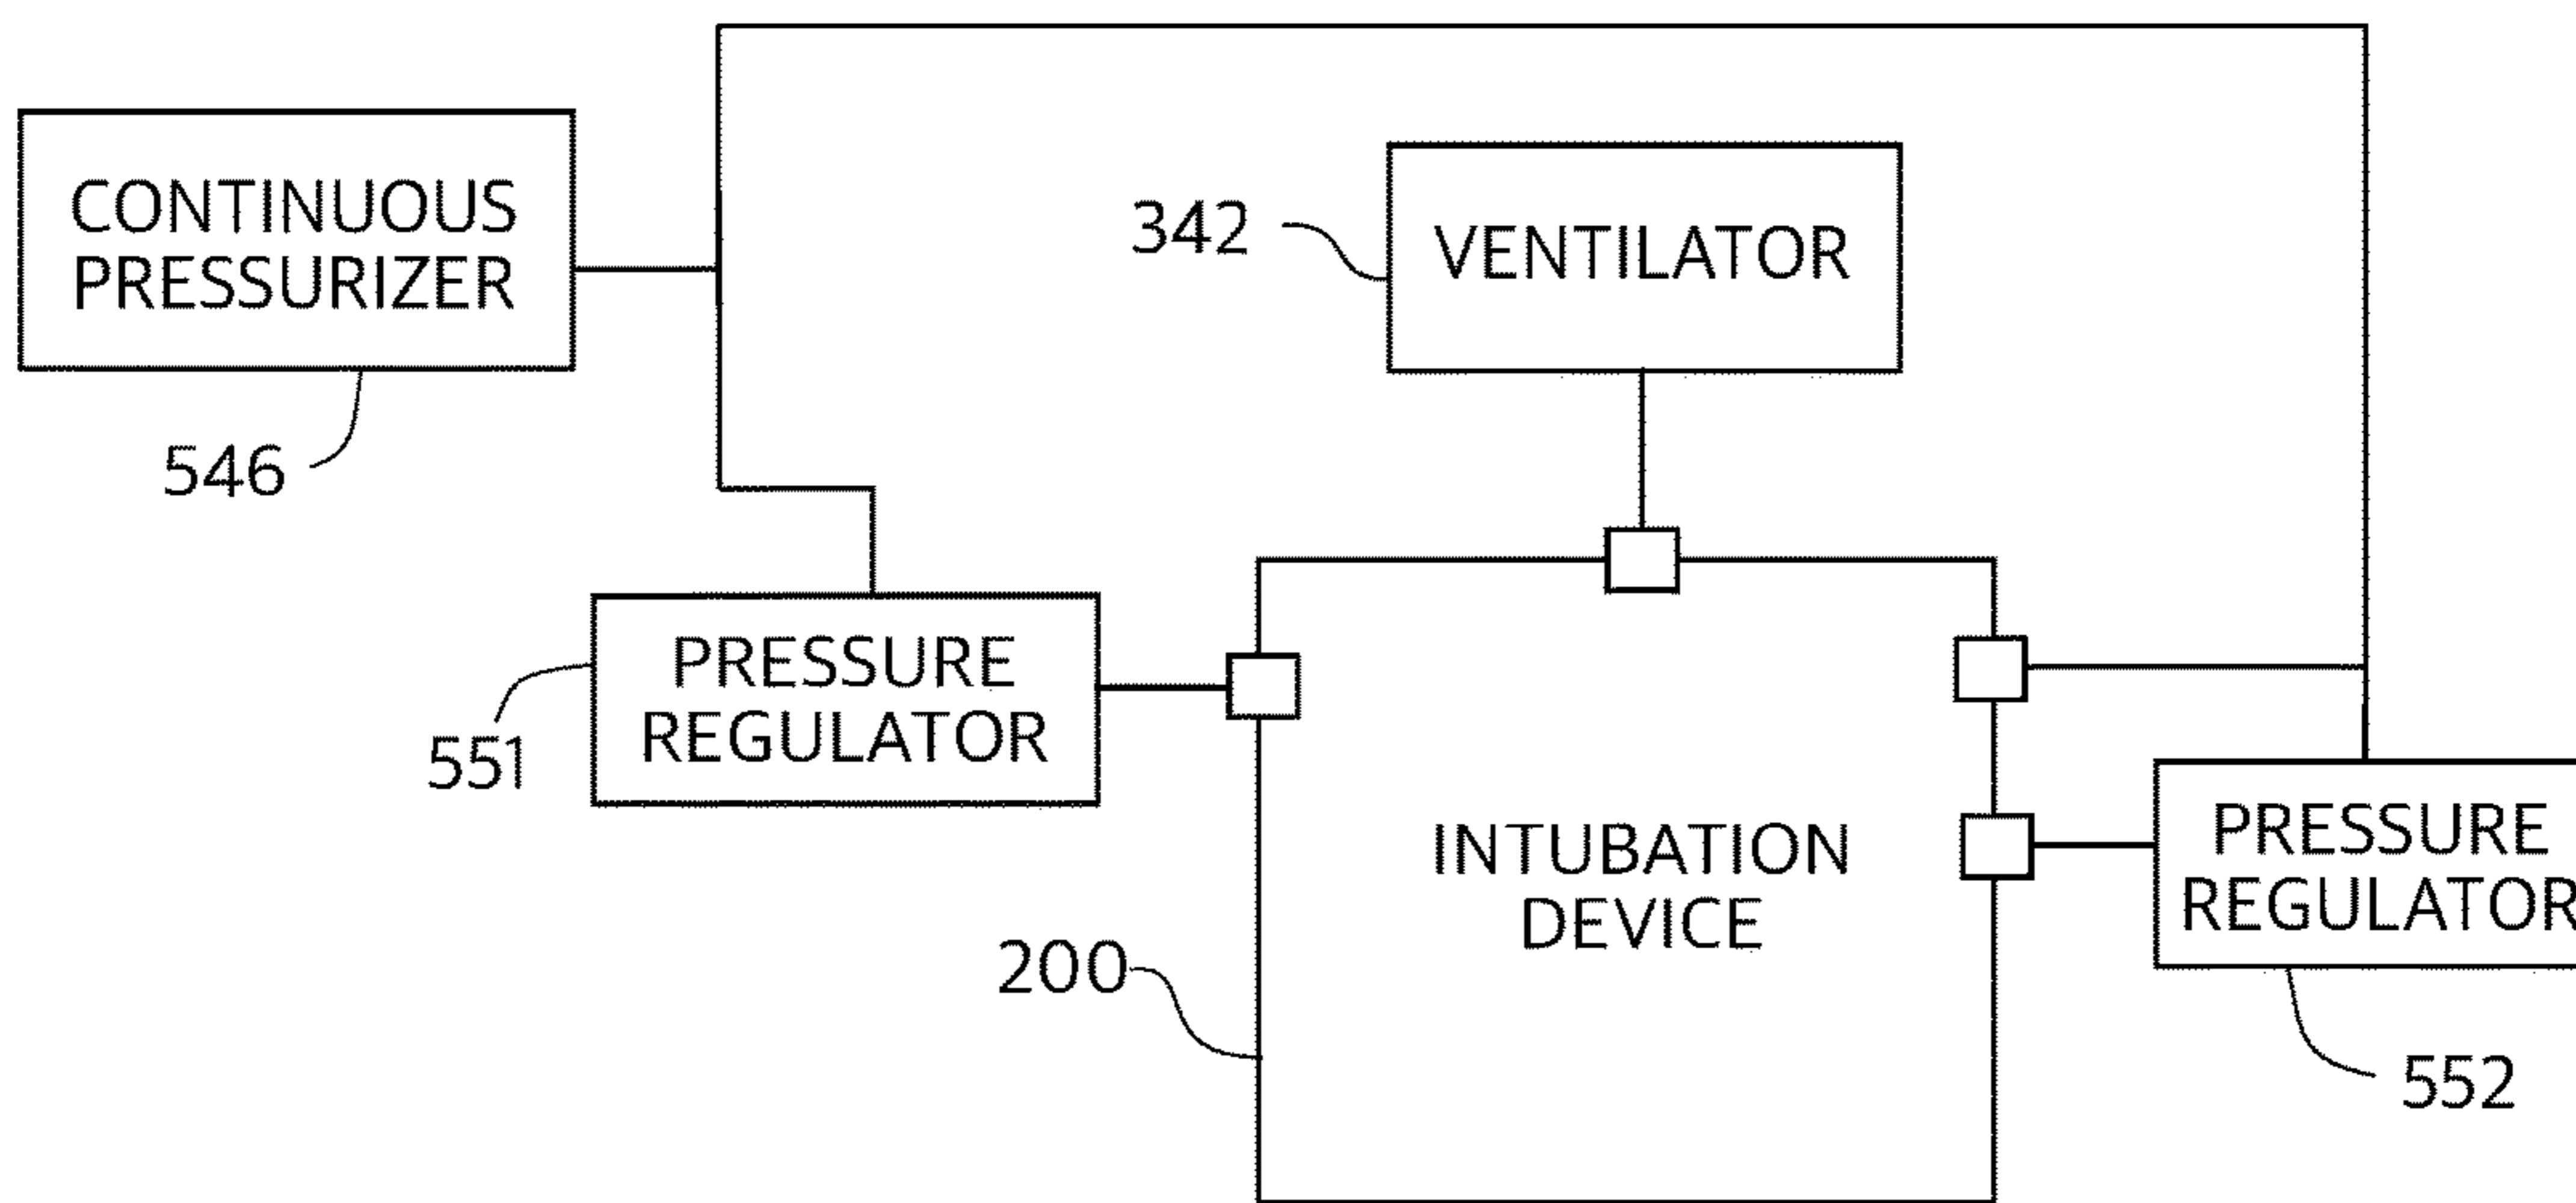 CONTINUOUS
PRESSURIZER
546
342
VENTILATOR
PRESSURE
REGULATOR
551
INTUBATION
DEVICE
200
PRESSURE
REGULATOR
552